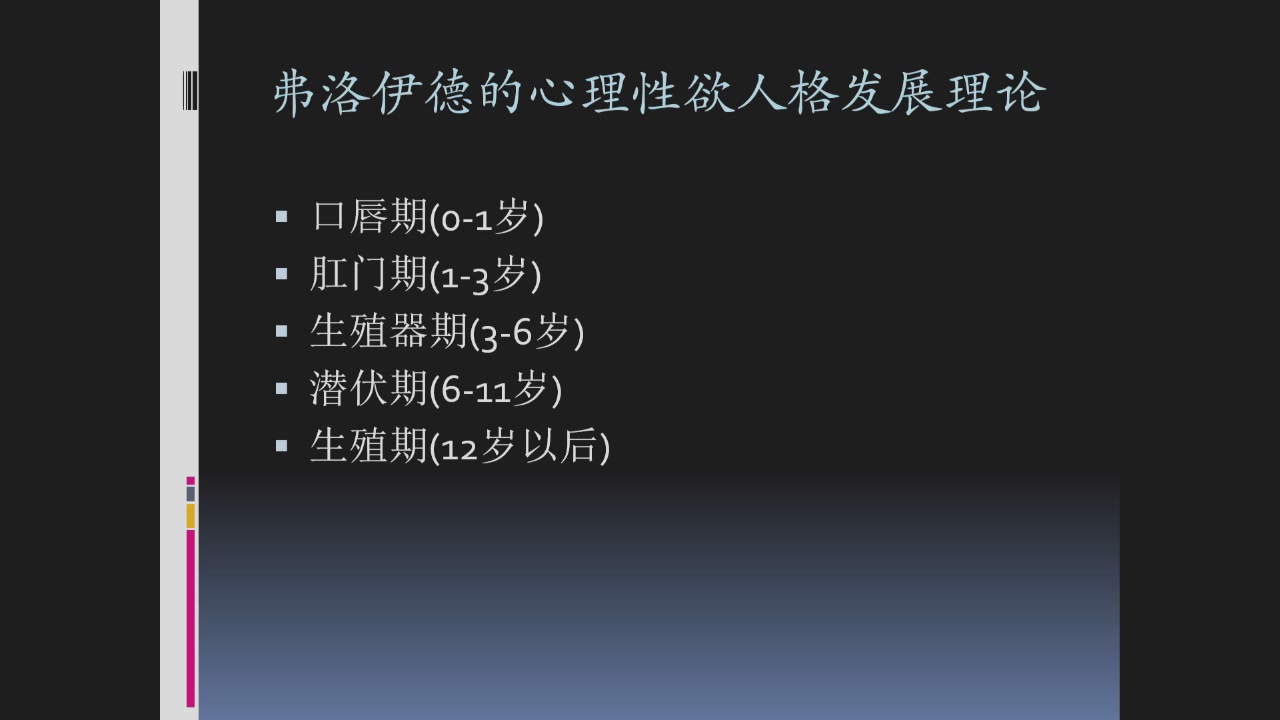 弗洛伊德的心理性欲人格发展理论
口唇期(0-1岁)
肛门期(1-3岁)
生殖器期(3-6岁)
潜伏期(6-11岁)
生殖期(12岁以后)